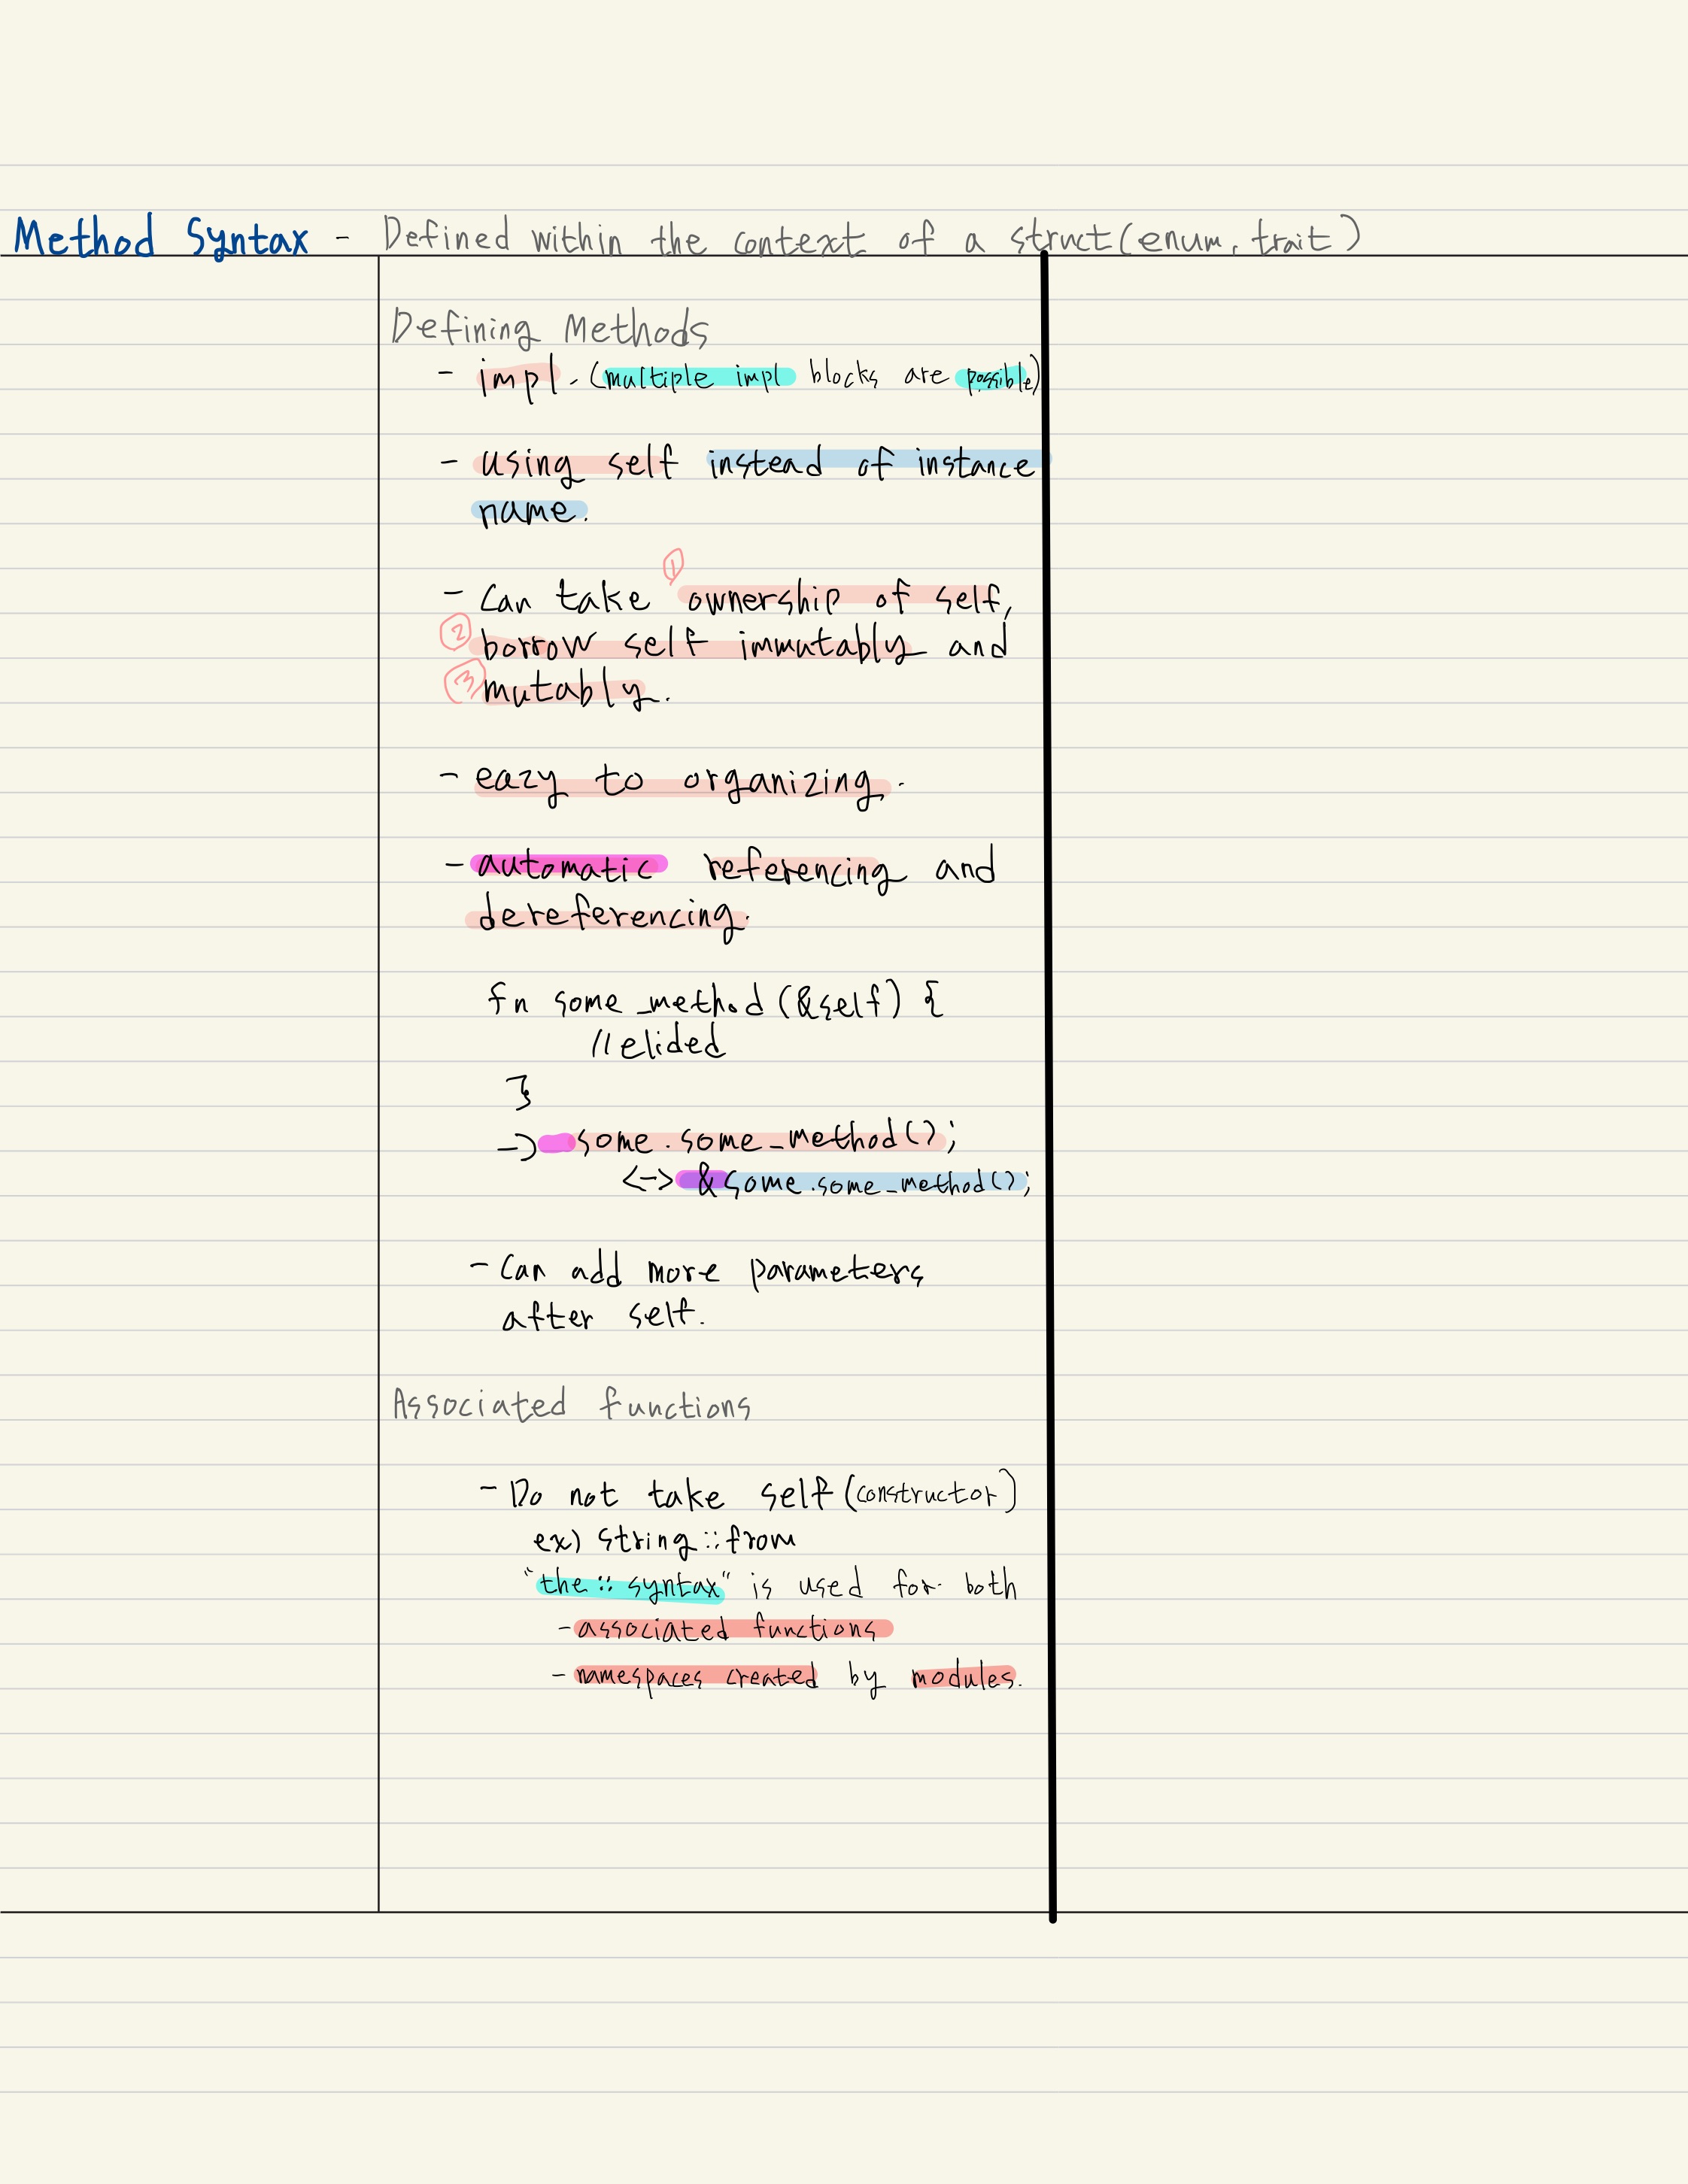 Method Syntax - Defined within the context of a struct(enum, trait)
Defining Methods
- impl. (multiple impl blocks are possible)
- using self instead of instance
name.
①
- Can take ownership of self,
② borrow self immutably and
③ mutably.
- eazy to organizing.
- automatic referencing and
dereferencing.
fn some_method(&self) {
//elided
}
-> some.some_method();
<-> &some.some_method();
- Can add more parameters
after self.
Associated functions
- Do not take self (constructor)
ex) string::from
"the :: syntax" is used for both
- associated functions
- namespaces created by modules.